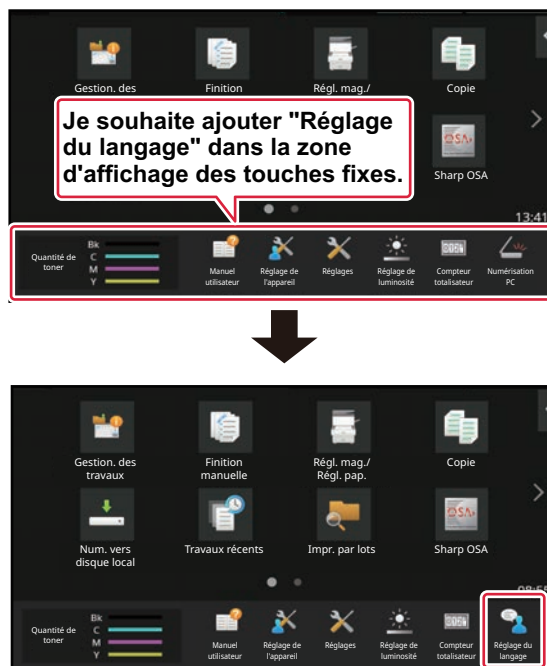 Gestion. des
Finition
Régl. mag./
Copie
Je souhaite ajouter "Réglage
du langage" dans la zone
d'affichage des touches fixes.
OSA
Sharp OSA
13:41
Quantité de
toner
Bk
C
M
Y
Manuel
utilisateur
Réglage de
l'appareil
Réglages
Réglage de
luminosité
Compteur
totalisateur
Numérisation
PC
Gestion. des
travaux
Finition
manuelle
Régl. mag./
Régl. pap.
Copie
Num. vers
disque local
Travaux récents
Impr. par lots
OSA
Sharp OSA
Quantité de
toner
Bk
C
M
Y
Manuel
utilisateur
Réglage de
l'appareil
Réglages
Réglage de
luminosité
Compteur
totalisateur
Réglage du
langage